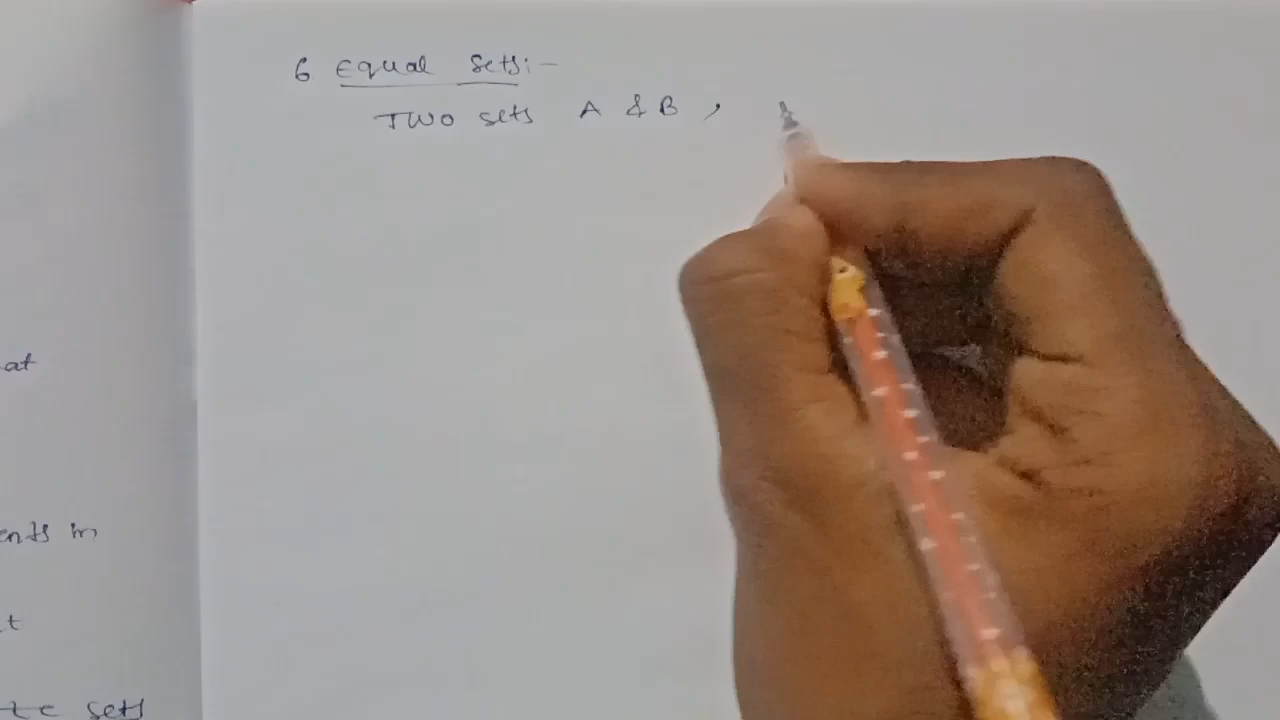 6 Equal Sets:-
Two sets A & B,
at
ents in
t
te sets